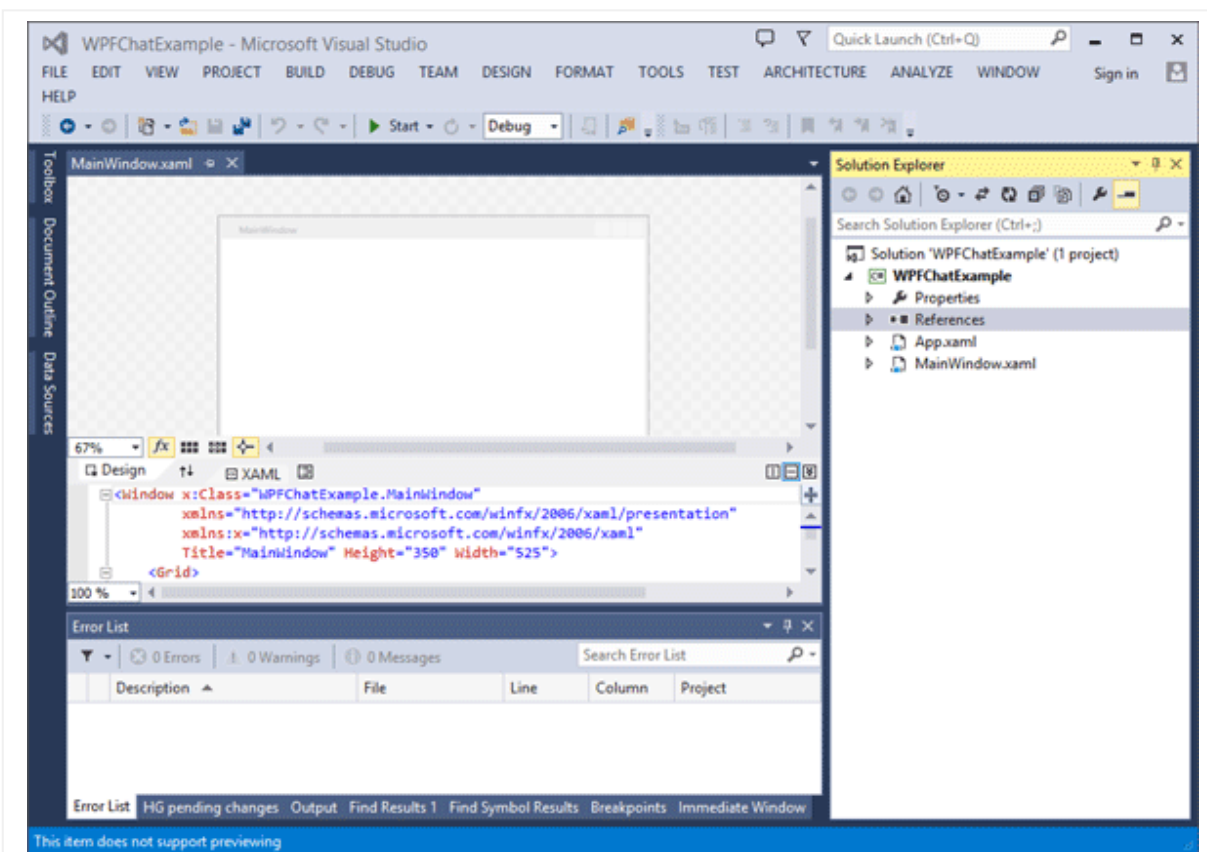 WPFChatExample - Microsoft Visual Studio
Quick Launch (Ctrl+Q)
FILE EDIT VIEW PROJECT BUILD DEBUG TEAM DESIGN FORMAT TOOLS TEST ARCHITECTURE ANALYZE WINDOW Sign in
HELP
Start Debug
Toolbox
Document Outline
Data Sources
MainWindow.xaml
MainWindow
67%
Design XAML
<Window x:Class="WPFChatExample.MainWindow"
xmlns="http://schemas.microsoft.com/winfx/2006/xaml/presentation"
xmlns:x="http://schemas.microsoft.com/winfx/2006/xaml"
Title="MainWindow" Height="350" Width="525">
<Grid>
100 %
Error List
0 Errors 0 Warnings 0 Messages Search Error List
Description File Line Column Project
Error List HG pending changes Output Find Results 1 Find Symbol Results Breakpoints Immediate Window
Solution Explorer
Search Solution Explorer (Ctrl+;)
Solution 'WPFChatExample' (1 project)
C# WPFChatExample
Properties
References
App.xaml
MainWindow.xaml
This item does not support previewing